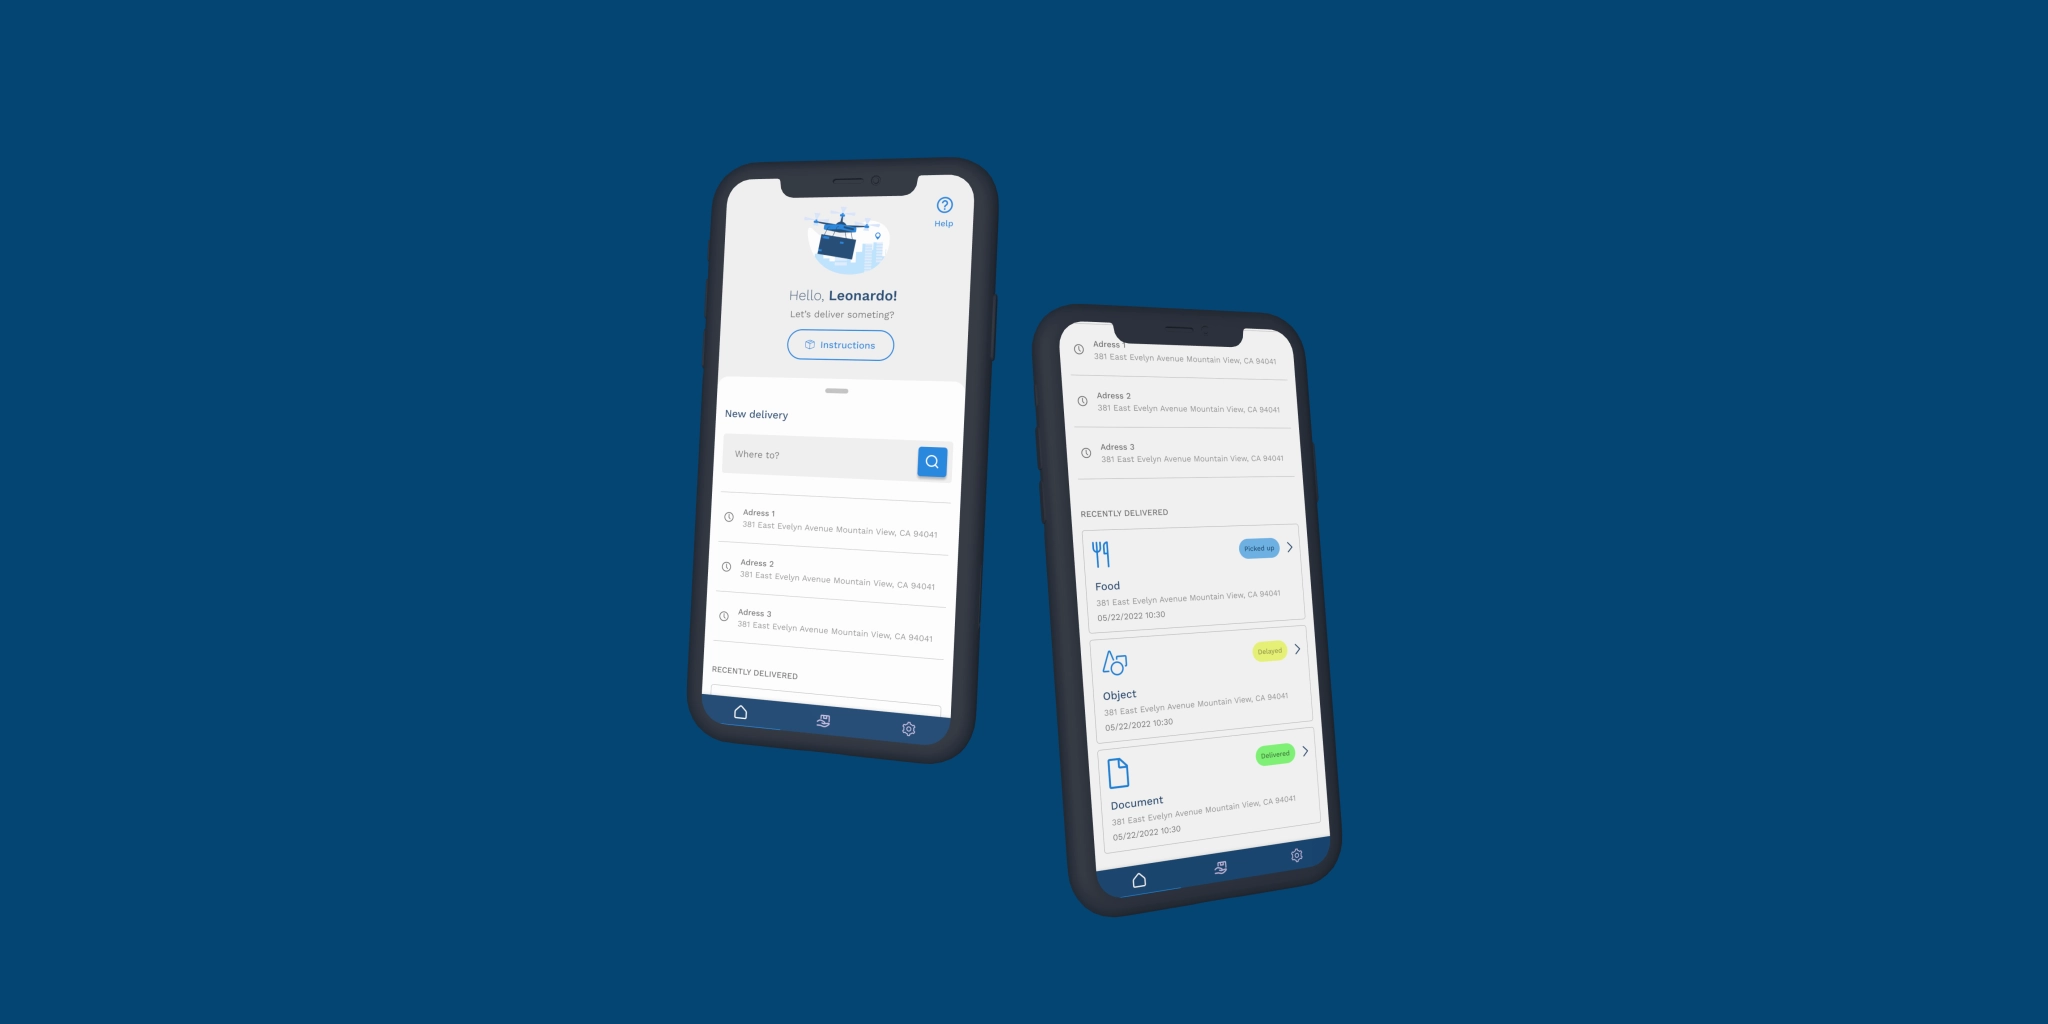 Help
Hello, Leonardo!
Let's deliver someting?
Instructions
New delivery
Where to?
Adress 1
381 East Evelyn Avenue Mountain View, CA 94041
Adress 2
381 East Evelyn Avenue Mountain View, CA 94041
Adress 3
381 East Evelyn Avenue Mountain View, CA 94041
RECENTLY DELIVERED
Adress 1
381 East Evelyn Avenue Mountain View, CA 94041
Adress 2
381 East Evelyn Avenue Mountain View, CA 94041
Adress 3
381 East Evelyn Avenue Mountain View, CA 94041
RECENTLY DELIVERED
Picked up
Food
381 East Evelyn Avenue Mountain View, CA 94041
05/22/2022 10:30
Delayed
Object
381 East Evelyn Avenue Mountain View, CA 94041
05/22/2022 10:30
Delivered
Document
381 East Evelyn Avenue Mountain View, CA 94041
05/22/2022 10:30